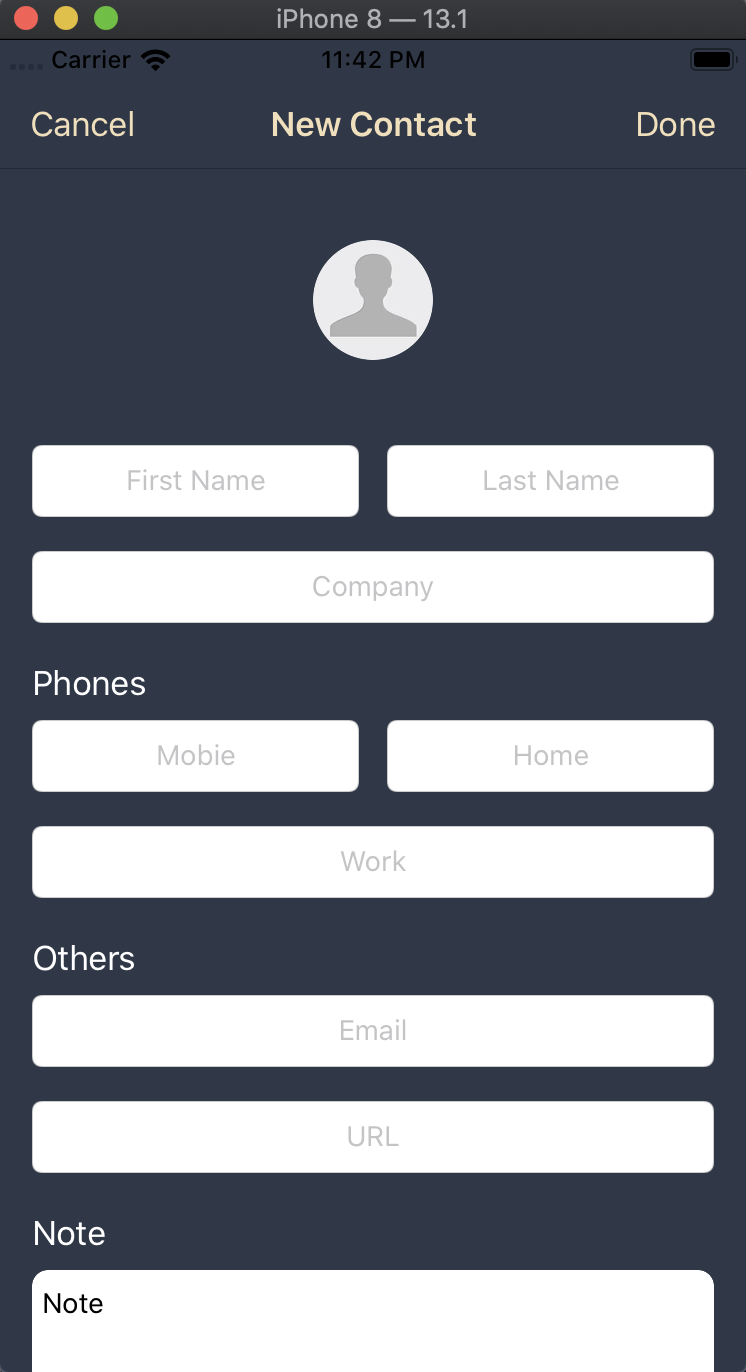 iPhone 8 — 13.1
Carrier 11:42 PM
Cancel New Contact Done
First Name Last Name
Company
Phones
Mobie Home
Work
Others
Email
URL
Note
Note